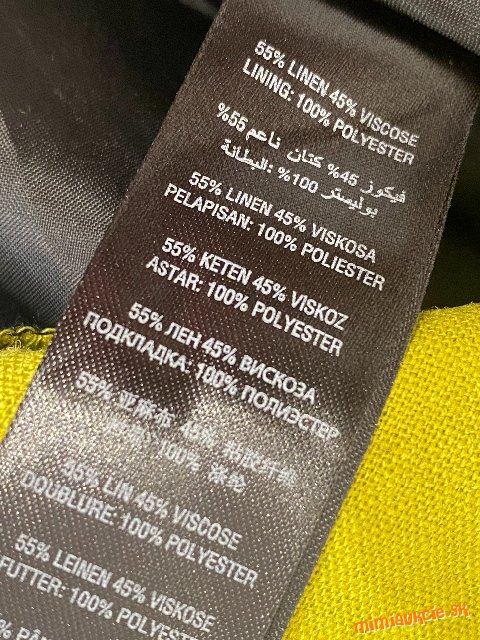 55% LINEN 45% VISCOSE
LINING: 100% POLYESTER
55% كتان ناعم 45% فيكوز
البطانة: 100% بوليستر
55% LINEN 45% VISKOSA
PELAPISAN: 100% POLIESTER
55% KETEN 45% VISKOZ
ASTAR: 100% POLYESTER
55% ЛЕН 45% ВИСКОЗА
ПОДКЛАДКА: 100% ПОЛИЭСТЕР
55% 亚麻布 45% 粘胶纤维
100% 涤纶
55% LIN 45% VISCOSE
DOUBLURE: 100% POLYESTER
55% LEINEN 45% VISCOSE
FUTTER: 100% POLYESTER
mimiaukcie.sk